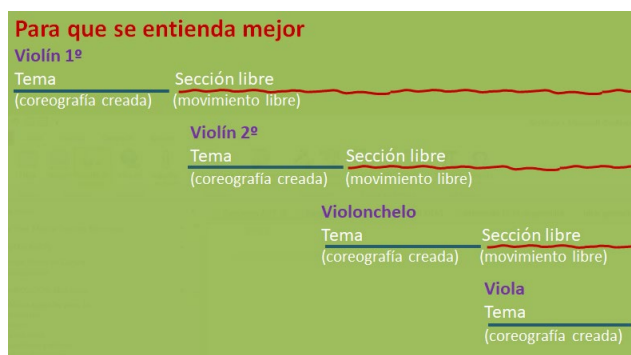 Para que se entienda mejor
Violín 1º
Tema Sección libre
(coreografía creada) (movimiento libre)
Violín 2º
Tema Sección libre
(coreografía creada) (movimiento libre)
Violonchelo
Tema Sección libre
(coreografía creada) (movimiento libre)
Viola
Tema
(coreografía creada)